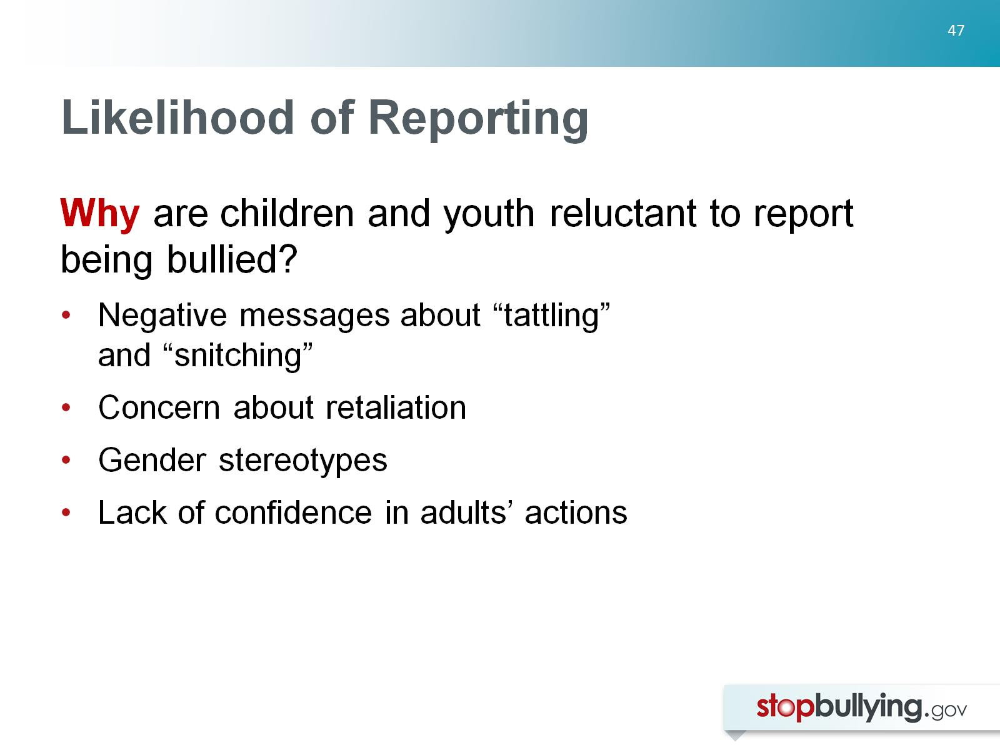 47
Likelihood of Reporting
Why are children and youth reluctant to report
being bullied?
• Negative messages about “tattling”
and “snitching”
• Concern about retaliation
• Gender stereotypes
• Lack of confidence in adults’ actions
stopbullying.gov